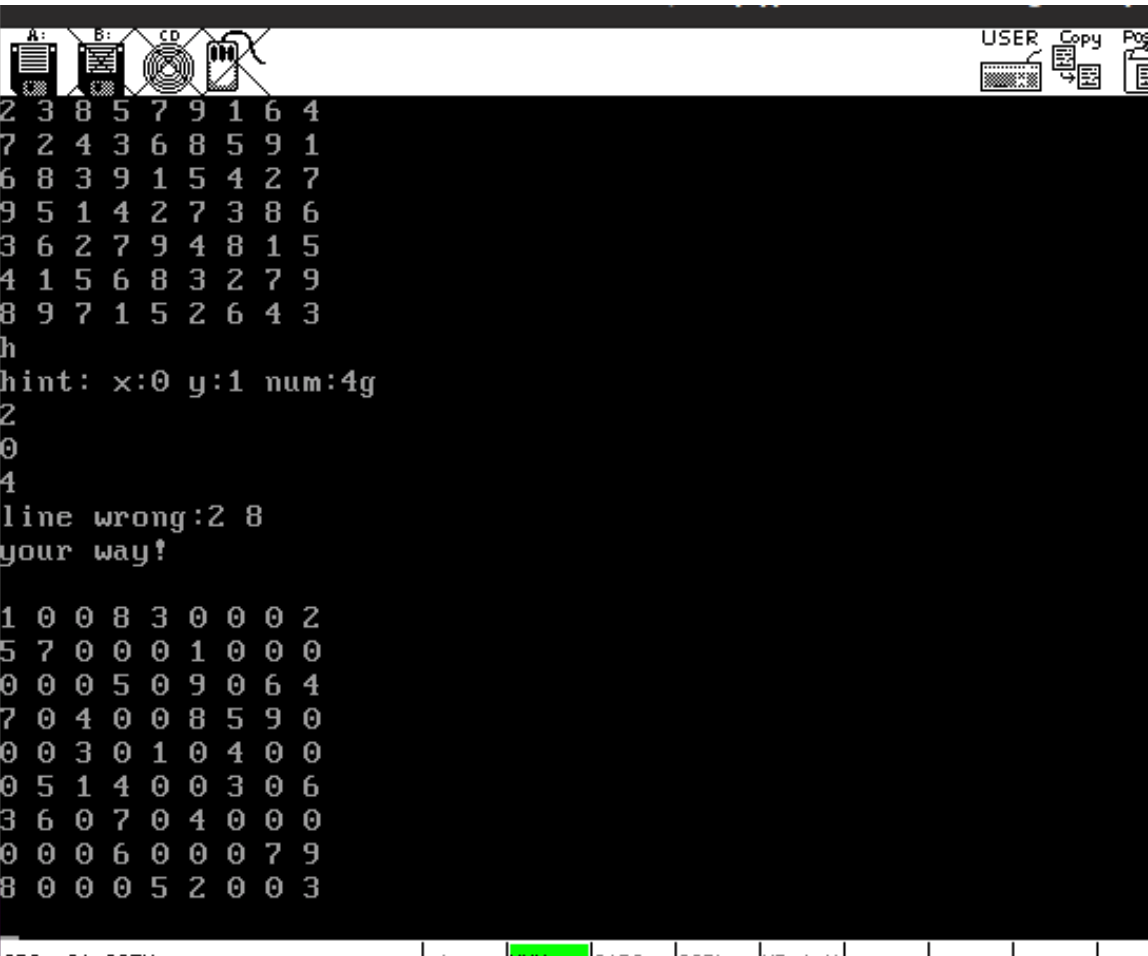 A: B: CD USER Copy
2 3 8 5 7 9 1 6 4
7 2 4 3 6 8 5 9 1
6 8 3 9 1 5 4 2 7
9 5 1 4 2 7 3 8 6
3 6 2 7 9 4 8 1 5
4 1 5 6 8 3 2 7 9
8 9 7 1 5 2 6 4 3
h
hint: x:0 y:1 num:4g
2
0
4
line wrong:2 8
your way!
1 0 0 8 3 0 0 0 2
5 7 0 0 0 1 0 0 0
0 0 0 5 0 9 0 6 4
7 0 4 0 0 8 5 9 0
0 0 3 0 1 0 4 0 0
0 5 1 4 0 0 3 0 6
3 6 0 7 0 4 0 0 0
0 0 0 6 0 0 0 7 9
8 0 0 0 5 2 0 0 3